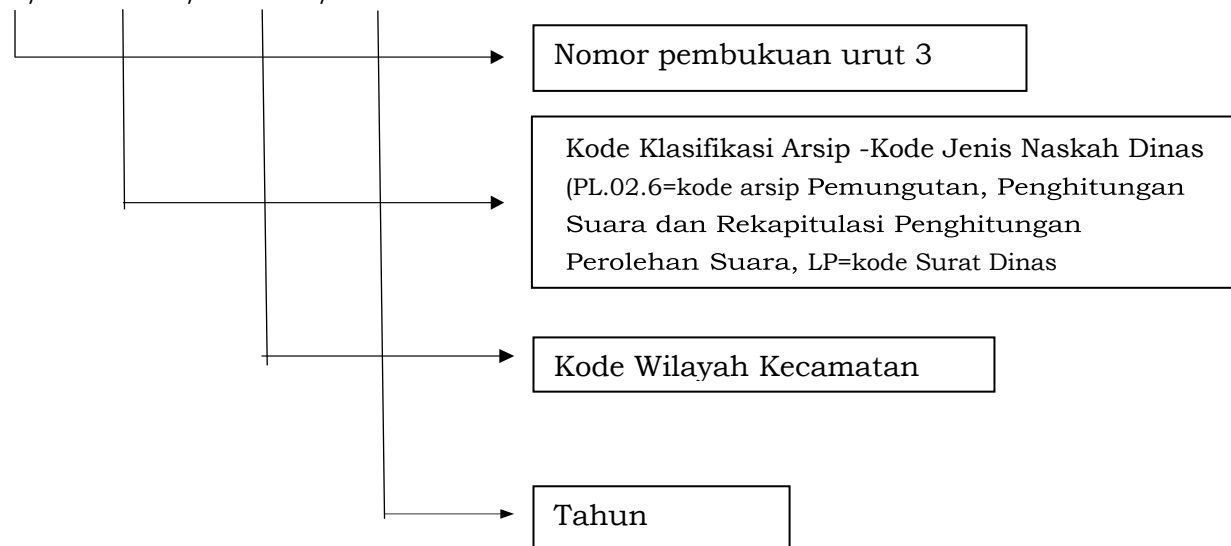 Nomor pembukuan urut 3
Kode Klasifikasi Arsip -Kode Jenis Naskah Dinas
(PL.02.6=kode arsip Pemungutan, Penghitungan
Suara dan Rekapitulasi Penghitungan
Perolehan Suara, LP=kode Surat Dinas
Kode Wilayah Kecamatan
Tahun